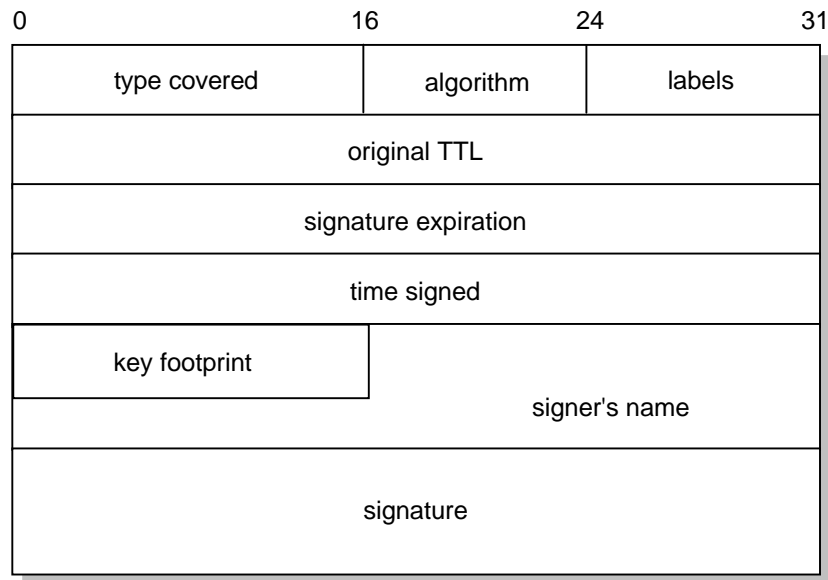 0 16 24 31
type covered algorithm labels
original TTL
signature expiration
time signed
key footprint
signer's name
signature